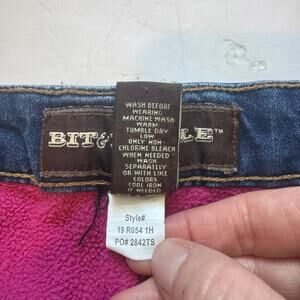 WASH BEFORE
WEARING
MACHINE WASH
WARM
TUMBLE DRY
LOW
ONLY NON-
CHLORINE BLEACH
WHEN NEEDED
WASH
SEPARATELY
OR WITH LIKE
COLORS
COOL IRON
IF NEEDED
BIT& LE™
Style#
19 R054 1H
PO# 2842TS